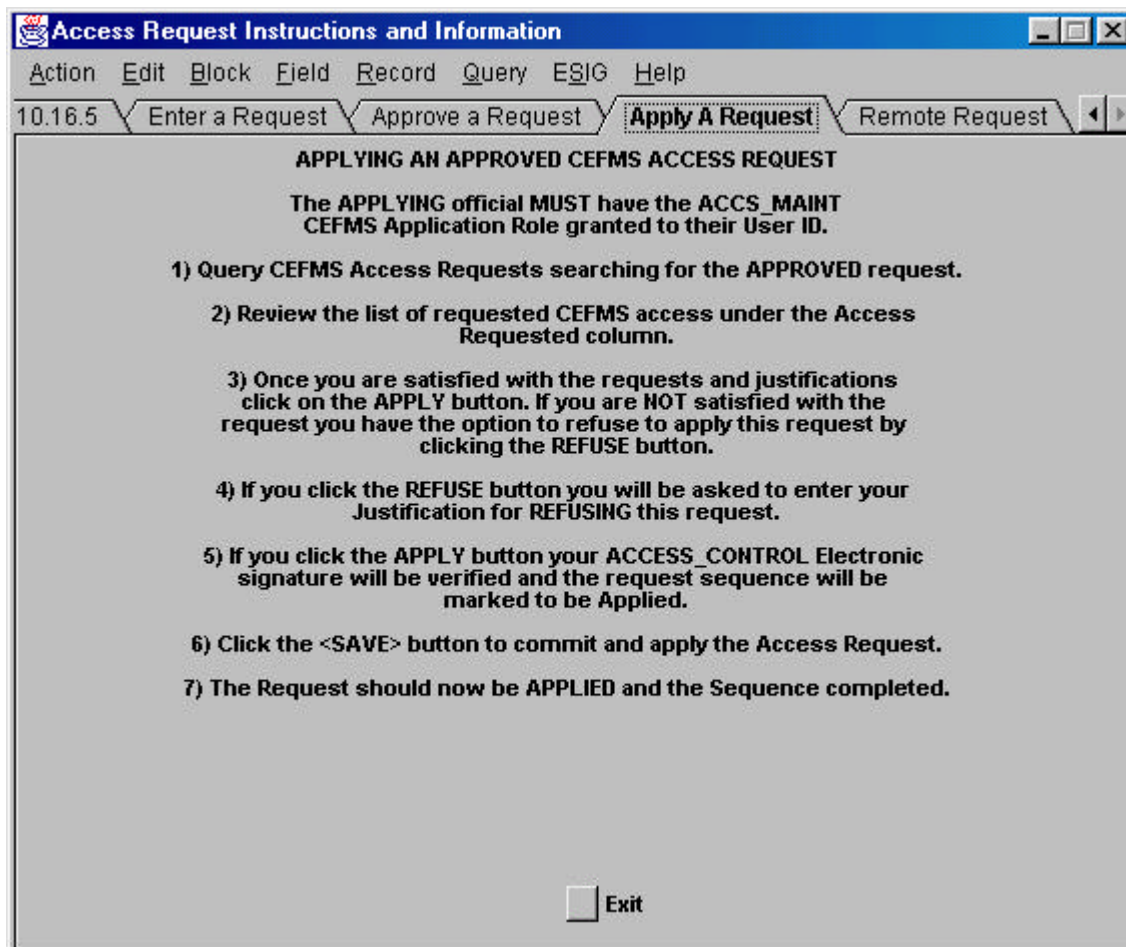 Access Request Instructions and Information
Action Edit Block Field Record Query ESIG Help
10.16.5 Enter a Request Approve a Request Apply A Request Remote Request
APPLYING AN APPROVED CEFMS ACCESS REQUEST
The APPLYING official MUST have the ACCS_MAINT
CEFMS Application Role granted to their User ID.
1) Query CEFMS Access Requests searching for the APPROVED request.
2) Review the list of requested CEFMS access under the Access
Requested column.
3) Once you are satisfied with the requests and justifications
click on the APPLY button. If you are NOT satisfied with the
request you have the option to refuse to apply this request by
clicking the REFUSE button.
4) If you click the REFUSE button you will be asked to enter your
Justification for REFUSING this request.
5) If you click the APPLY button your ACCESS_CONTROL Electronic
signature will be verified and the request sequence will be
marked to be Applied.
6) Click the <SAVE> button to commit and apply the Access Request.
7) The Request should now be APPLIED and the Sequence completed.
Exit